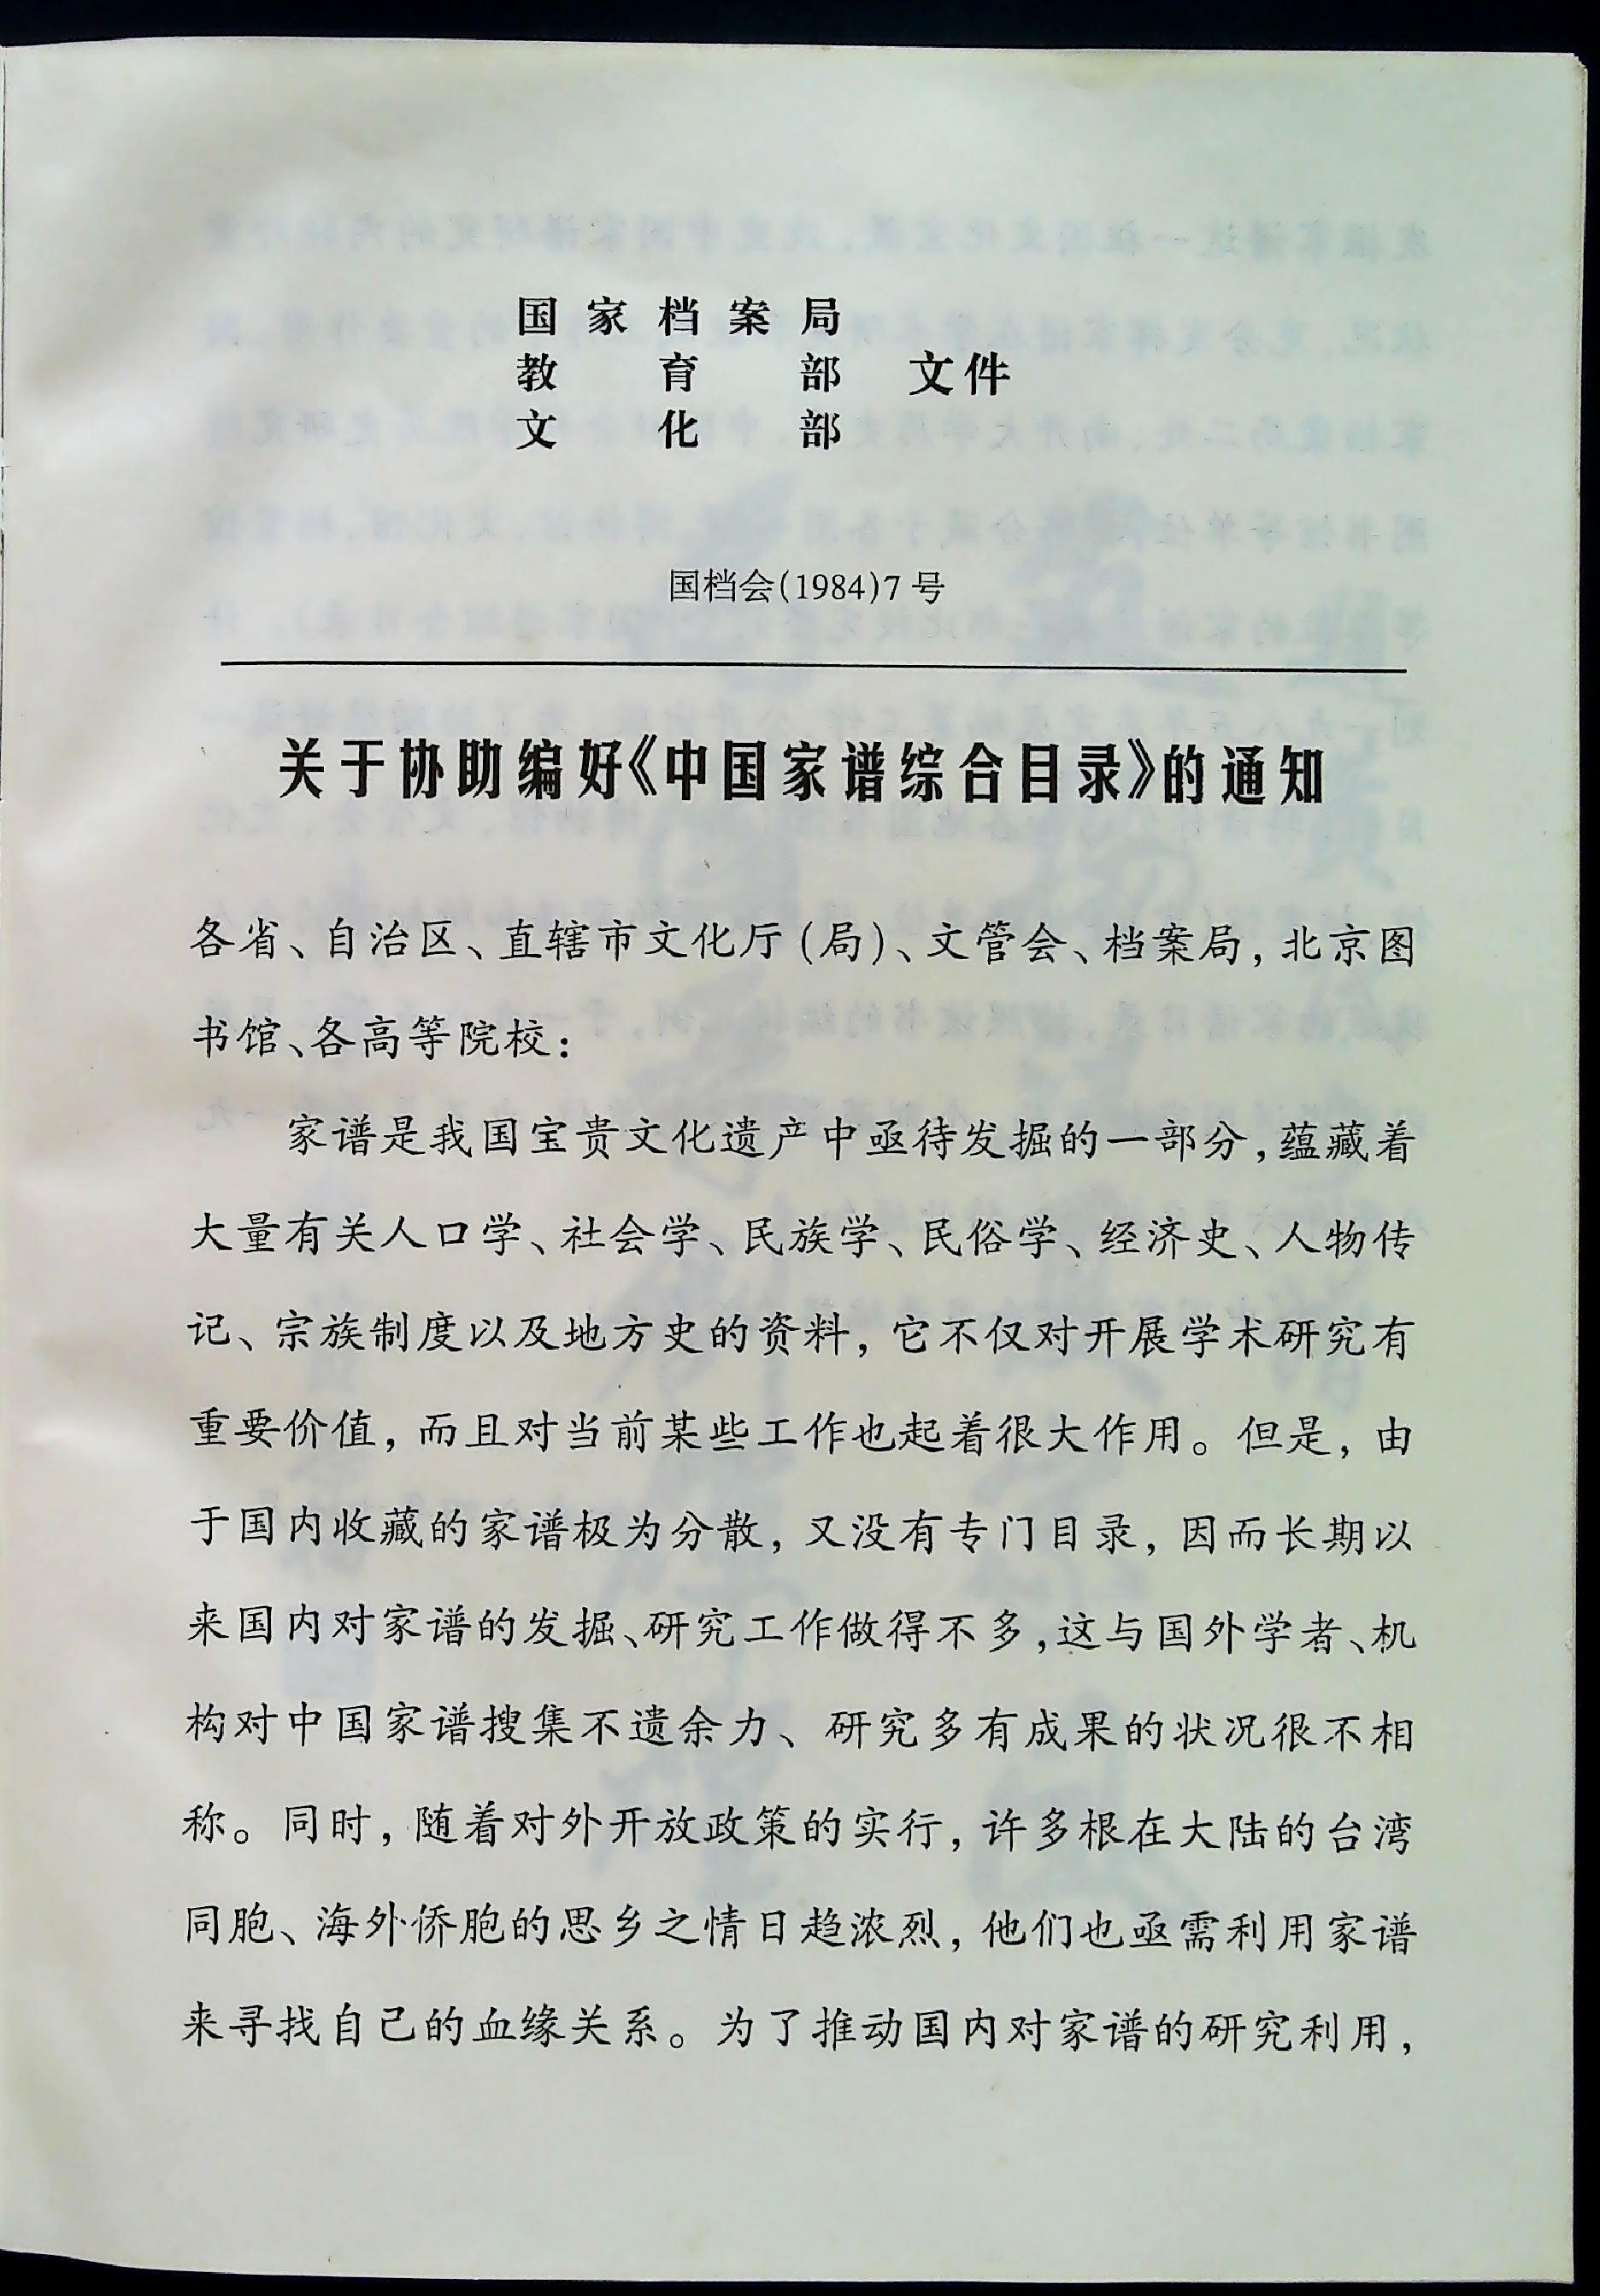 国家档案局
教育部 文件
文化部
国档会(1984)7号
关于协助编好《中国家谱综合目录》的通知
各省、自治区、直辖市文化厅(局)、文管会、档案局，北京图
书馆、各高等院校：
家谱是我国宝贵文化遗产中亟待发掘的一部分，蕴藏着
大量有关人口学、社会学、民族学、民俗学、经济史、人物传
记、宗族制度以及地方史的资料，它不仅对开展学术研究有
重要价值，而且对当前某些工作也起着很大作用。但是，由
于国内收藏的家谱极为分散，又没有专门目录，因而长期以
来国内对家谱的发掘、研究工作做得不多，这与国外学者、机
构对中国家谱搜集不遗余力、研究多有成果的状况很不相
称。同时，随着对外开放政策的实行，许多根在大陆的台湾
同胞、海外侨胞的思乡之情日趋浓烈，他们也亟需利用家谱
来寻找自己的血缘关系。为了推动国内对家谱的研究利用，